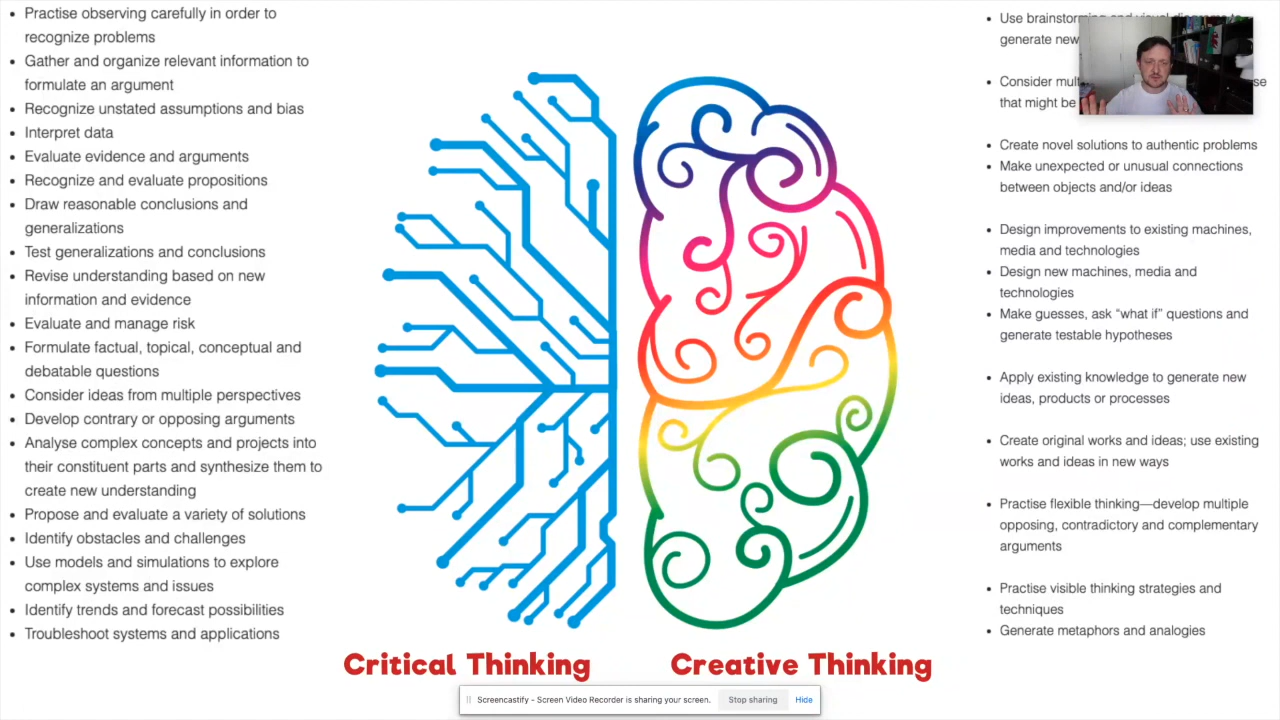 Practise observing carefully in order to
recognize problems
Gather and organize relevant information to
formulate an argument
Recognize unstated assumptions and bias
Interpret data
Evaluate evidence and arguments
Recognize and evaluate propositions
Draw reasonable conclusions and
generalizations
Test generalizations and conclusions
Revise understanding based on new
information and evidence
Evaluate and manage risk
Formulate factual, topical, conceptual and
debatable questions
Consider ideas from multiple perspectives
Develop contrary or opposing arguments
Analyse complex concepts and projects into
their constituent parts and synthesize them to
create new understanding
Propose and evaluate a variety of solutions
Identify obstacles and challenges
Use models and simulations to explore
complex systems and issues
Identify trends and forecast possibilities
Troubleshoot systems and applications
Critical Thinking
Creative Thinking
Use brainstorming and visual diagrams to
generate new
Consider
that might be
Create novel solutions to authentic problems
Make unexpected or unusual connections
between objects and/or ideas
Design improvements to existing machines,
media and technologies
Design new machines, media and
technologies
Make guesses, ask “what if” questions and
generate testable hypotheses
Apply existing knowledge to generate new
ideas, products or processes
Create original works and ideas; use existing
works and ideas in new ways
Practise flexible thinking—develop multiple
opposing, contradictory and complementary
arguments
Practise visible thinking strategies and
techniques
Generate metaphors and analogies
Screencastify - Screen Video Recorder is sharing your screen.
Stop sharing
Hide